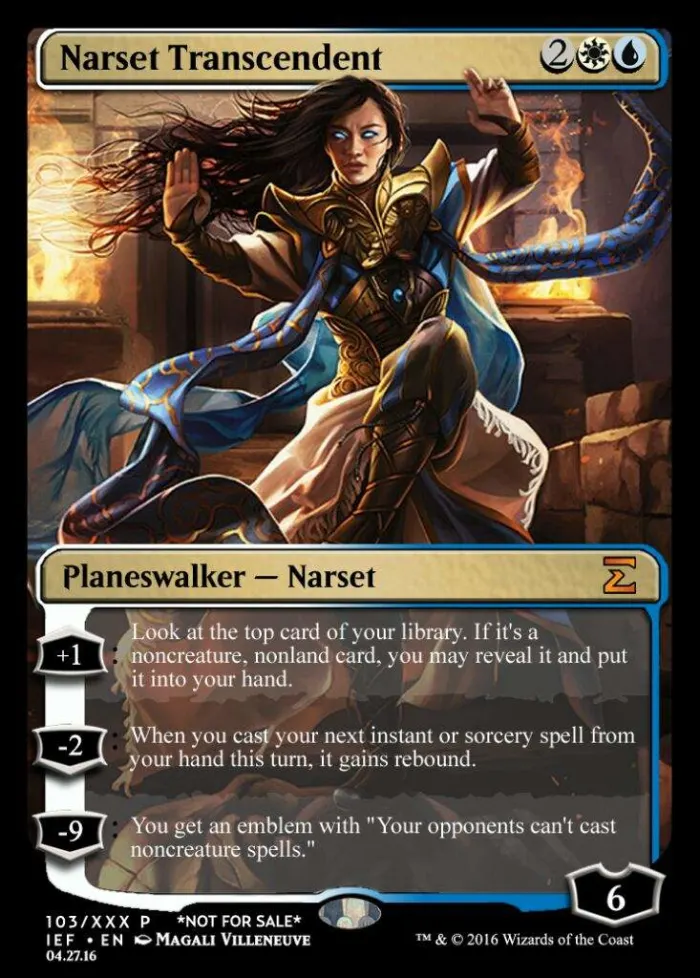 Narset Transcendent 2
Planeswalker — Narset Σ
+1 : Look at the top card of your library. If it's a
noncreature, nonland card, you may reveal it and put
it into your hand.
-2 : When you cast your next instant or sorcery spell from
your hand this turn, it gains rebound.
-9 : You get an emblem with "Your opponents can't cast
noncreature spells."
6
103/XXX P *NOT FOR SALE*
IEF • EN Magali Villeneuve ™ & © 2016 Wizards of the Coast
04.27.16